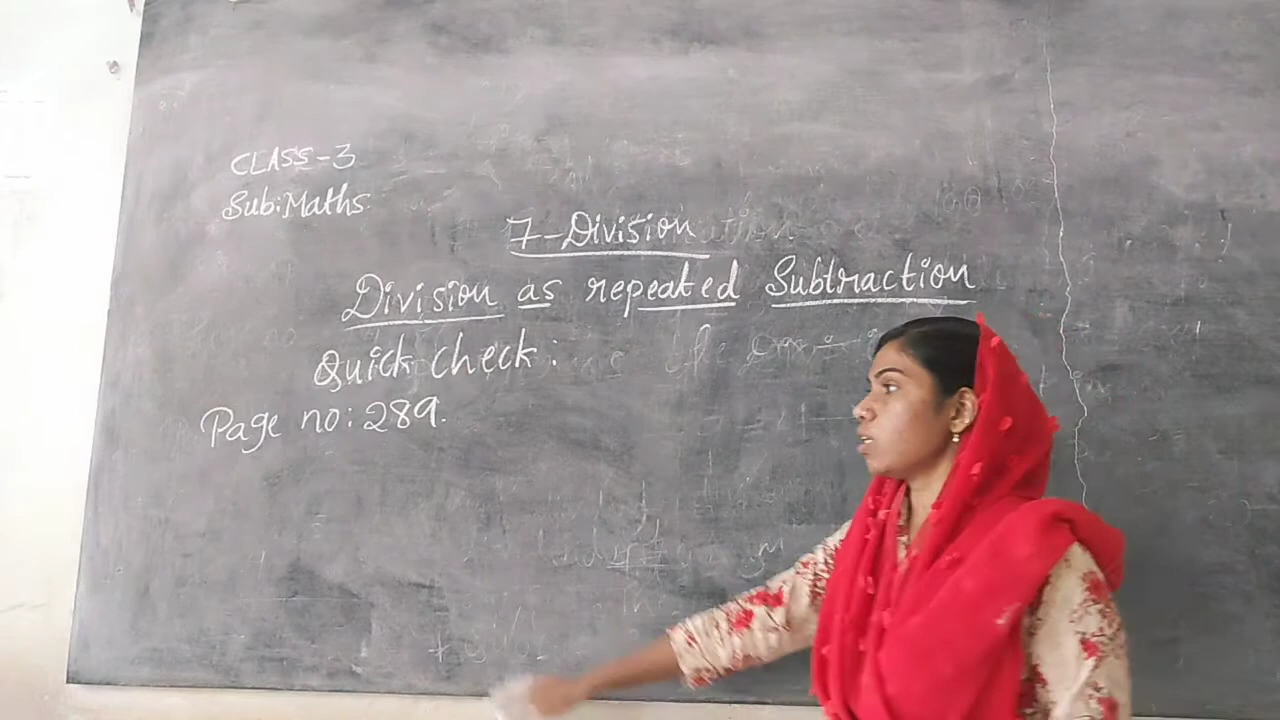 CLASS-3
Sub:Maths
7-Division
Division as repeated Subtraction
Quick check:
Page no: 289.